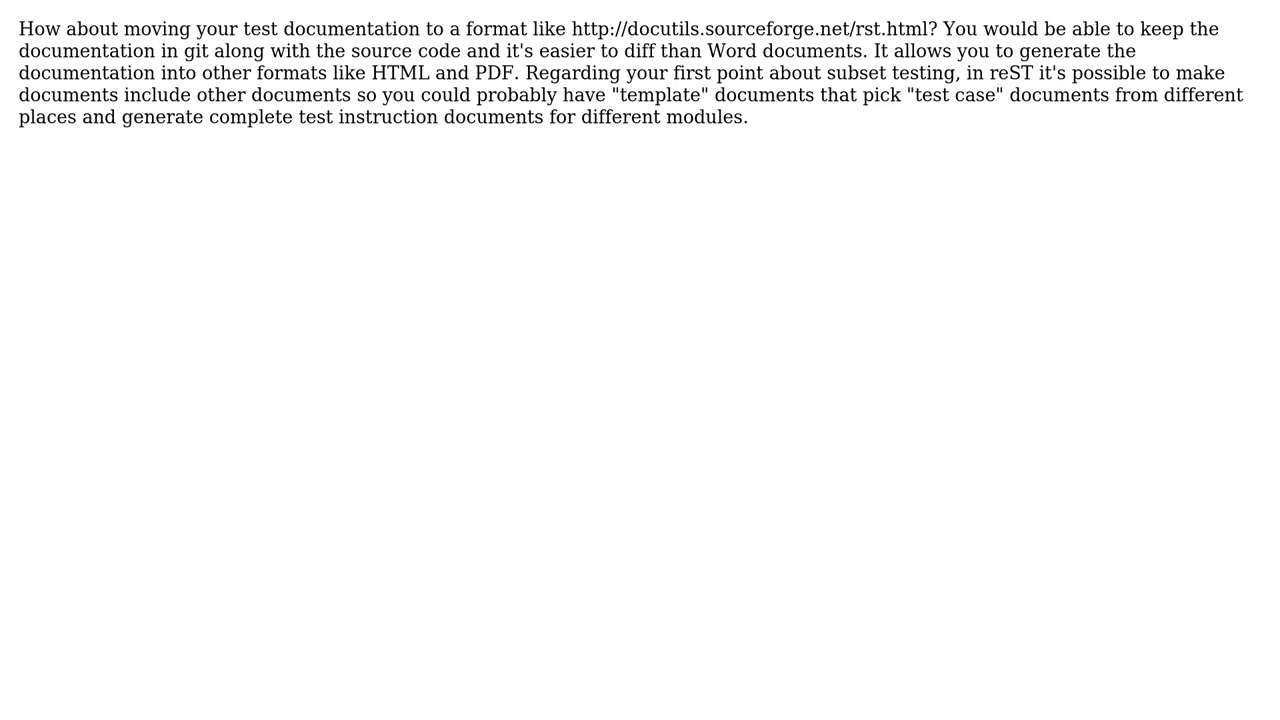 How about moving your test documentation to a format like http://docutils.sourceforge.net/rst.html? You would be able to keep the
documentation in git along with the source code and it's easier to diff than Word documents. It allows you to generate the
documentation into other formats like HTML and PDF. Regarding your first point about subset testing, in reST it's possible to make
documents include other documents so you could probably have "template" documents that pick "test case" documents from different
places and generate complete test instruction documents for different modules.